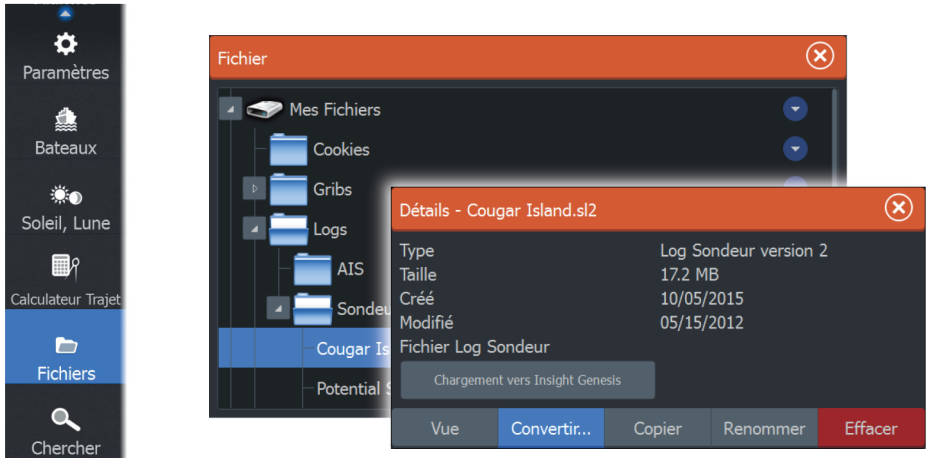 Paramètres
Bateaux
Soleil, Lune
Calculateur Trajet
Fichiers
Chercher
Fichier
Mes Fichiers
Cookies
Gribs
Logs
AIS
Sondeu
Cougar Is
Potential
Détails - Cougar Island.sl2
Type Log Sondeur version 2
Taille 17.2 MB
Créé 10/05/2015
Modifié 05/15/2012
Fichier Log Sondeur
Chargement vers Insight Genesis
Vue Convertir... Copier Renommer Effacer